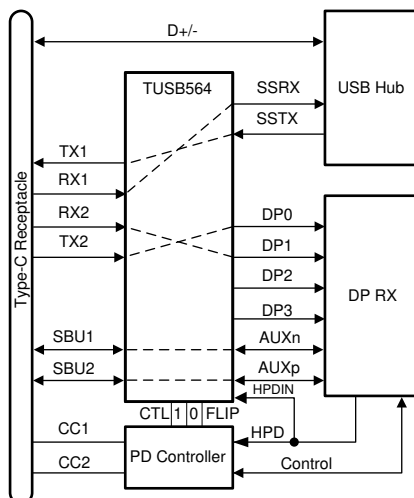 D+/-
TUSB564
USB Hub
SSRX
SSTX
TX1
RX1
RX2
TX2
DP0
DP1
DP2
DP3
DP RX
Type-C Receptacle
SBU1
SBU2
AUXn
AUXp
HPDIN
CTL 1 0 FLIP
CC1
CC2
PD Controller
HPD
Control